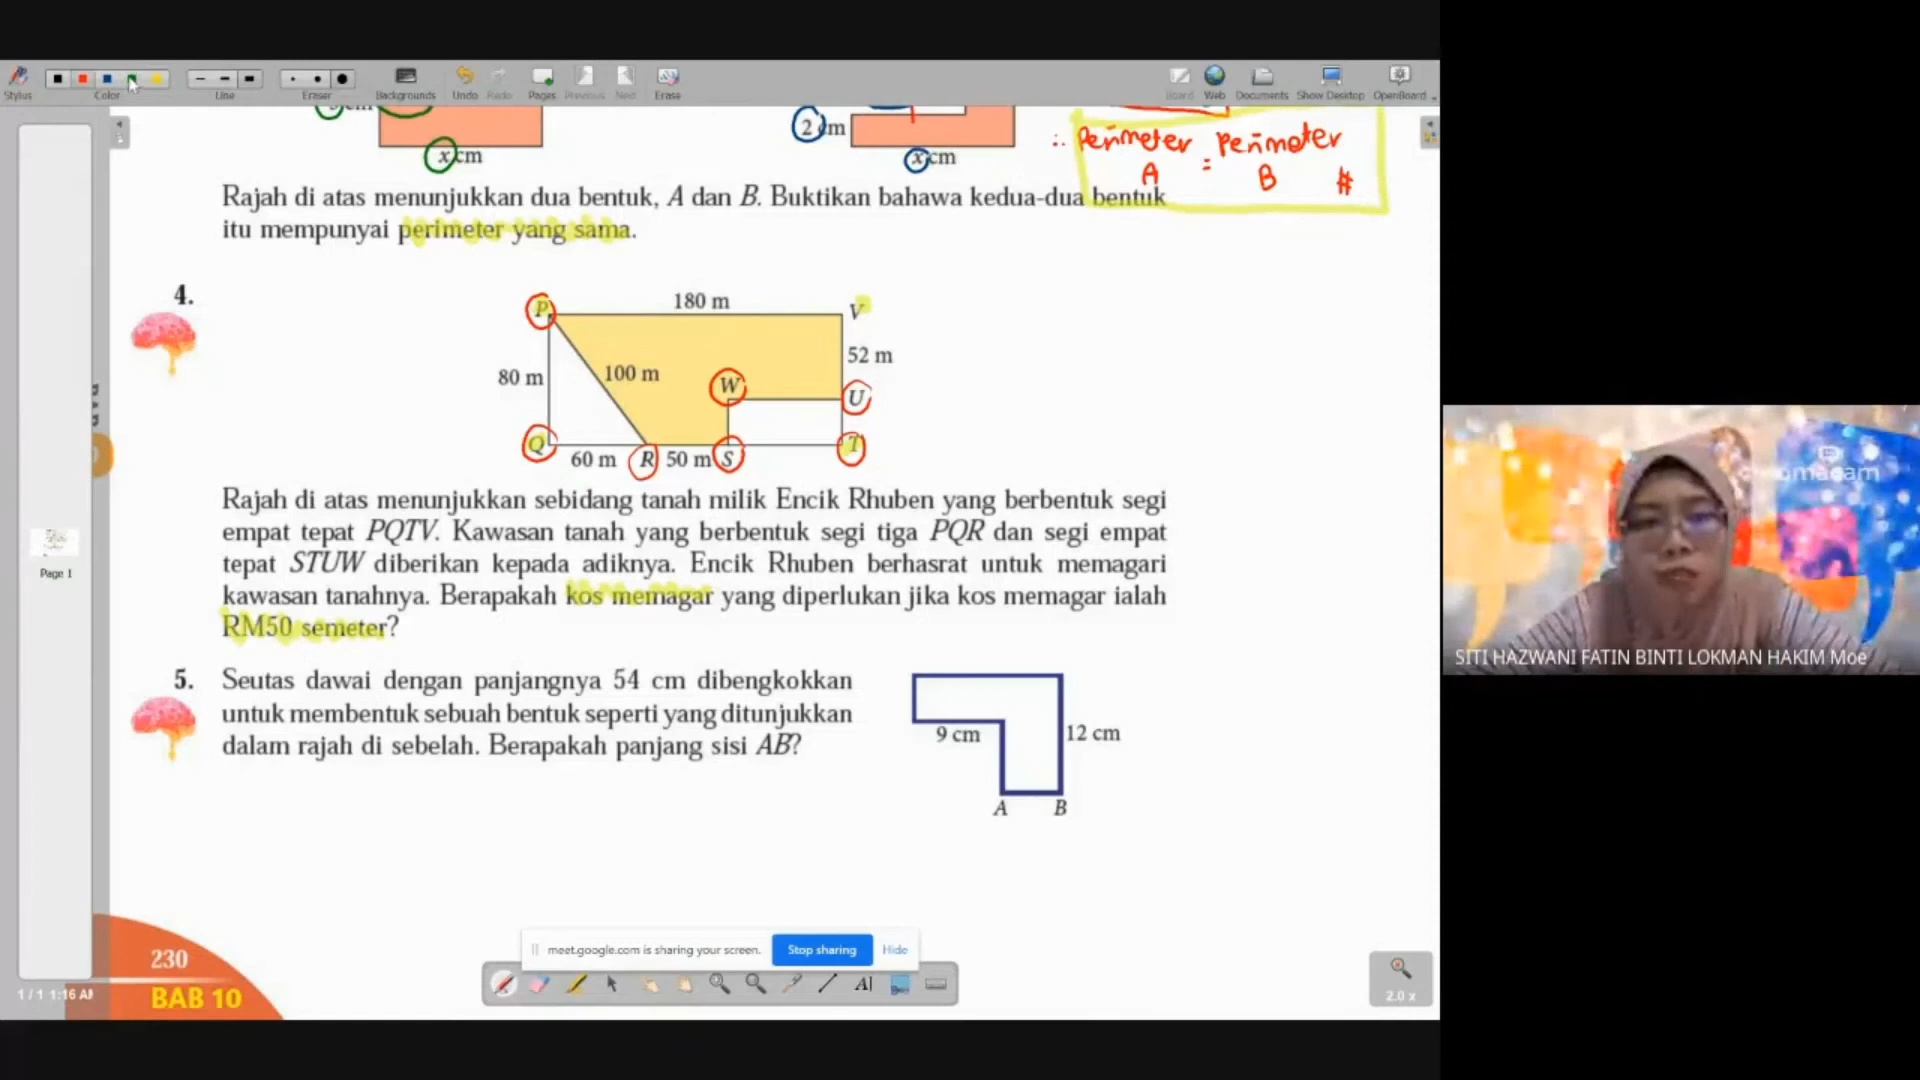 Stylus
Color
Line
Eraser
Backgrounds
Undo
Redo
Pages
Previous
Next
Erase
Board
Web
Documents
Show Desktop
OpenBoard
x cm
2 cm
x cm
∴ Perimeter A = Perimeter B #
Rajah di atas menunjukkan dua bentuk, A dan B. Buktikan bahawa kedua-dua bentuk
itu mempunyai perimeter yang sama.
4.
P
180 m
V
52 m
80 m
100 m
W
U
Q
60 m
R
50 m
S
T
Rajah di atas menunjukkan sebidang tanah milik Encik Rhuben yang berbentuk segi
empat tepat PQTV. Kawasan tanah yang berbentuk segi tiga PQR dan segi empat
tepat STUW diberikan kepada adiknya. Encik Rhuben berhasrat untuk memagari
kawasan tanahnya. Berapakah kos memagar yang diperlukan jika kos memagar ialah
RM50 semeter?
5. Seutas dawai dengan panjangnya 54 cm dibengkokkan
untuk membentuk sebuah bentuk seperti yang ditunjukkan
dalam rajah di sebelah. Berapakah panjang sisi AB?
9 cm
12 cm
A
B
Page 1
230
BAB 10
1 / 1 1:16 AM
meet.google.com is sharing your screen.
Stop sharing
Hide
2.0 x
SITI HAZWANI FATIN BINTI LOKMAN HAKIM Moe